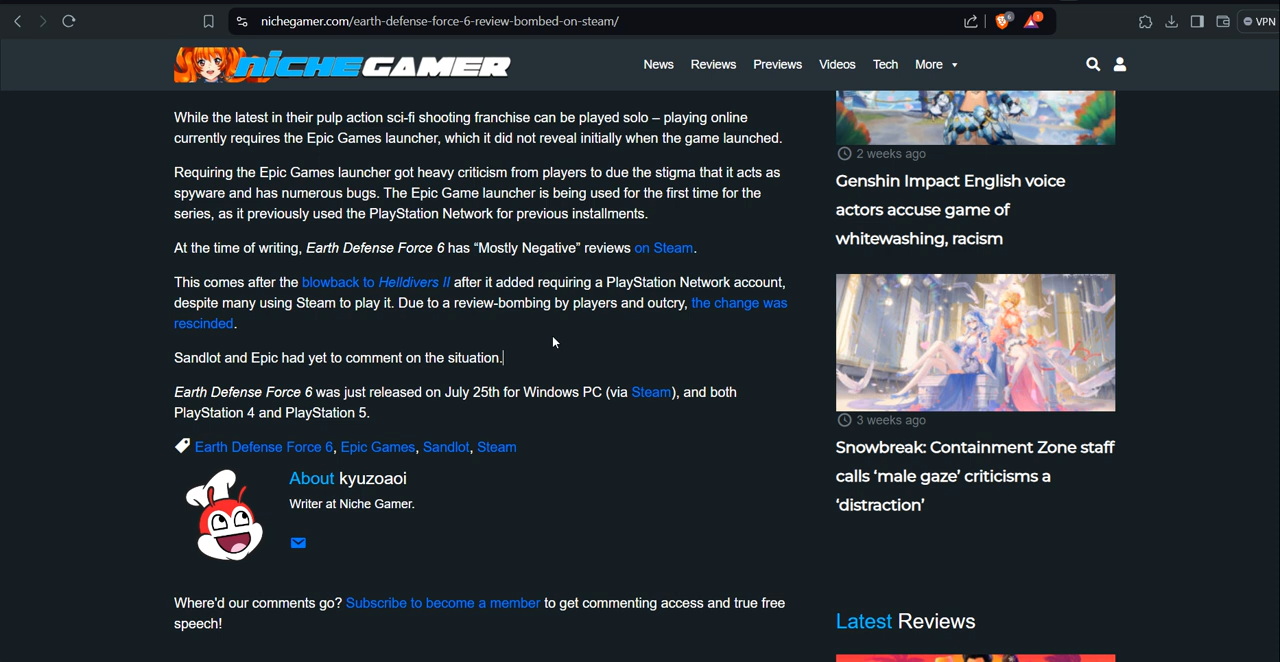 nichegamer.com/earth-defense-force-6-review-bombed-on-steam/
6
1
VPN
NICHEGAMER
News Reviews Previews Videos Tech More
While the latest in their pulp action sci-fi shooting franchise can be played solo – playing online
currently requires the Epic Games launcher, which it did not reveal initially when the game launched.
Requiring the Epic Games launcher got heavy criticism from players to due the stigma that it acts as
spyware and has numerous bugs. The Epic Game launcher is being used for the first time for the
series, as it previously used the PlayStation Network for previous installments.
At the time of writing, Earth Defense Force 6 has “Mostly Negative” reviews on Steam.
This comes after the blowback to Helldivers II after it added requiring a PlayStation Network account,
despite many using Steam to play it. Due to a review-bombing by players and outcry, the change was
rescinded.
Sandlot and Epic had yet to comment on the situation.
Earth Defense Force 6 was just released on July 25th for Windows PC (via Steam), and both
PlayStation 4 and PlayStation 5.
Earth Defense Force 6, Epic Games, Sandlot, Steam
About kyuzoaoi
Writer at Niche Gamer.
Where'd our comments go? Subscribe to become a member to get commenting access and true free
speech!
2 weeks ago
Genshin Impact English voice
actors accuse game of
whitewashing, racism
3 weeks ago
Snowbreak: Containment Zone staff
calls ‘male gaze’ criticisms a
‘distraction’
Latest Reviews